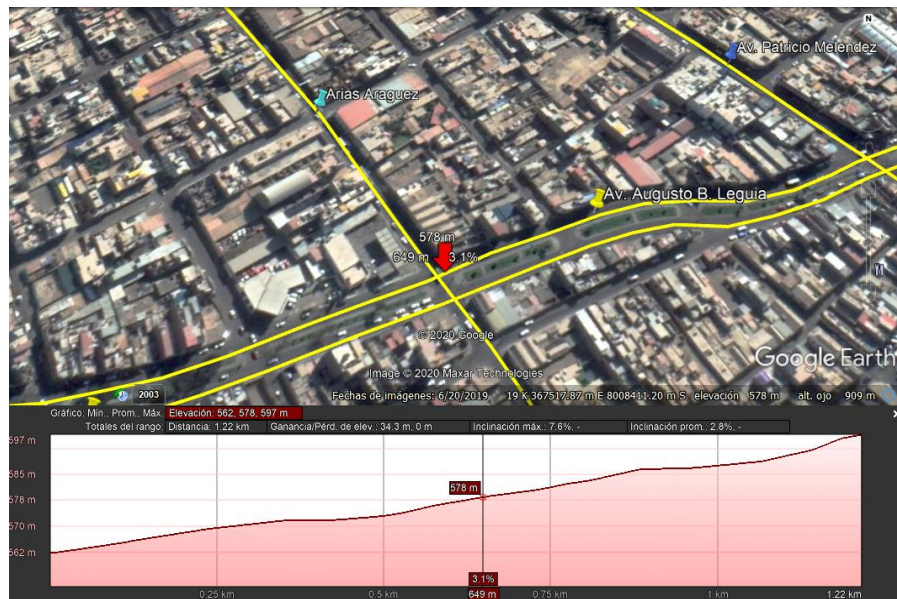 N
Av. Patricio Melendez
Arias Araguez
Av. Augusto B. Leguia
578 m
649 m 3.1%
© 2020 Google
Image © 2020 Maxar Technologies
Google Earth
2003
Fechas de imágenes: 6/20/2019 19 K 367517.87 m E 8008411.20 m S elevación 578 m alt. ojo 909 m
Gráfico: Mín., Prom., Máx. Elevación: 562, 578, 597 m
Totales del rango: Distancia: 1.22 km Ganancia/Pérd. de elev.: 34.3 m, 0 m Inclinación máx.: 7.6%, - Inclinación prom.: 2.8%, -
597 m
585 m
578 m
578 m
570 m
562 m
3.1%
0.25 km 0.5 km 649 m 0.75 km 1 km 1.22 km